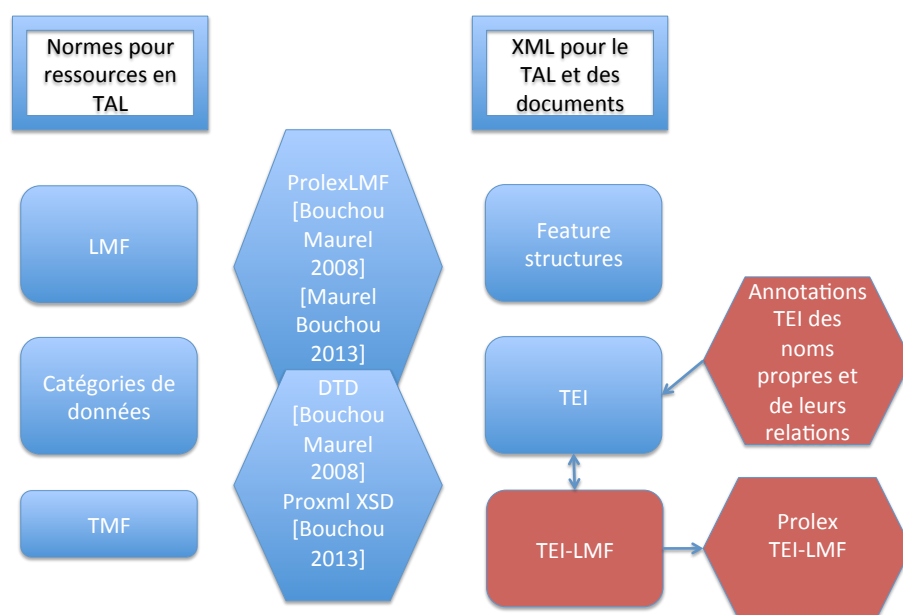 Normes pour
ressources en
TAL
XML pour le
TAL et des
documents
LMF
Catégories de
données
TMF
ProlexLMF
[Bouchou
Maurel
2008]
[Maurel
Bouchou
2013]
DTD
[Bouchou
Maurel
2008]
Proxml XSD
[Bouchou
2013]
Feature
structures
TEI
TEI-LMF
Annotations
TEI des
noms
propres et
de leurs
relations
Prolex
TEI-LMF